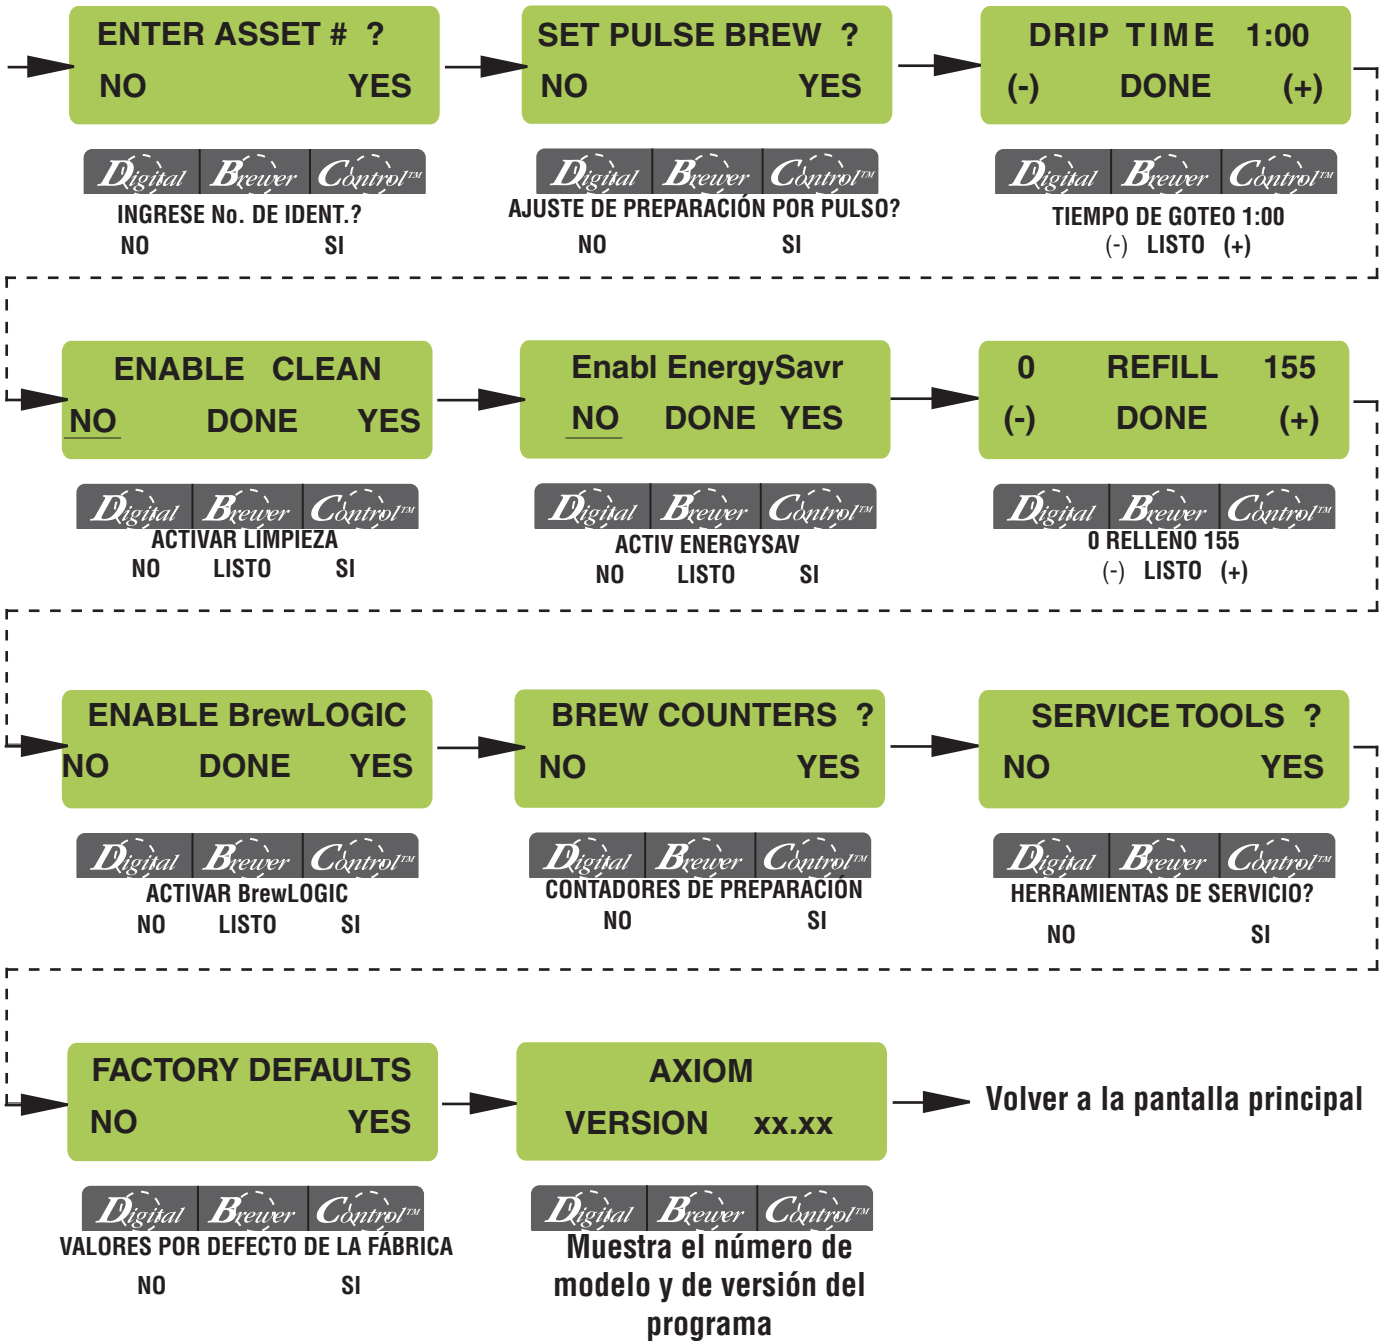 ENTER ASSET # ?
NO YES
Digital Brewer Control™
INGRESE No. DE IDENT.?
NO SI
SET PULSE BREW ?
NO YES
Digital Brewer Control™
AJUSTE DE PREPARACIÓN POR PULSO?
NO SI
DRIP TIME 1:00
(-) DONE (+)
Digital Brewer Control™
TIEMPO DE GOTEO 1:00
(-) LISTO (+)
ENABLE CLEAN
NO DONE YES
Digital Brewer Control™
ACTIVAR LIMPIEZA
NO LISTO SI
Enabl EnergySavr
NO DONE YES
Digital Brewer Control™
ACTIV ENERGYSAV
NO LISTO SI
0 REFILL 155
(-) DONE (+)
Digital Brewer Control™
0 RELLENO 155
(-) LISTO (+)
ENABLE BrewLOGIC
NO DONE YES
Digital Brewer Control™
ACTIVAR BrewLOGIC
NO LISTO SI
BREW COUNTERS ?
NO YES
Digital Brewer Control™
CONTADORES DE PREPARACIÓN
NO SI
SERVICE TOOLS ?
NO YES
Digital Brewer Control™
HERRAMIENTAS DE SERVICIO?
NO SI
FACTORY DEFAULTS
NO YES
Digital Brewer Control™
VALORES POR DEFECTO DE LA FÁBRICA
NO SI
AXIOM
VERSION xx.xx
Digital Brewer Control™
Muestra el número de
modelo y de versión del
programa
Volver a la pantalla principal